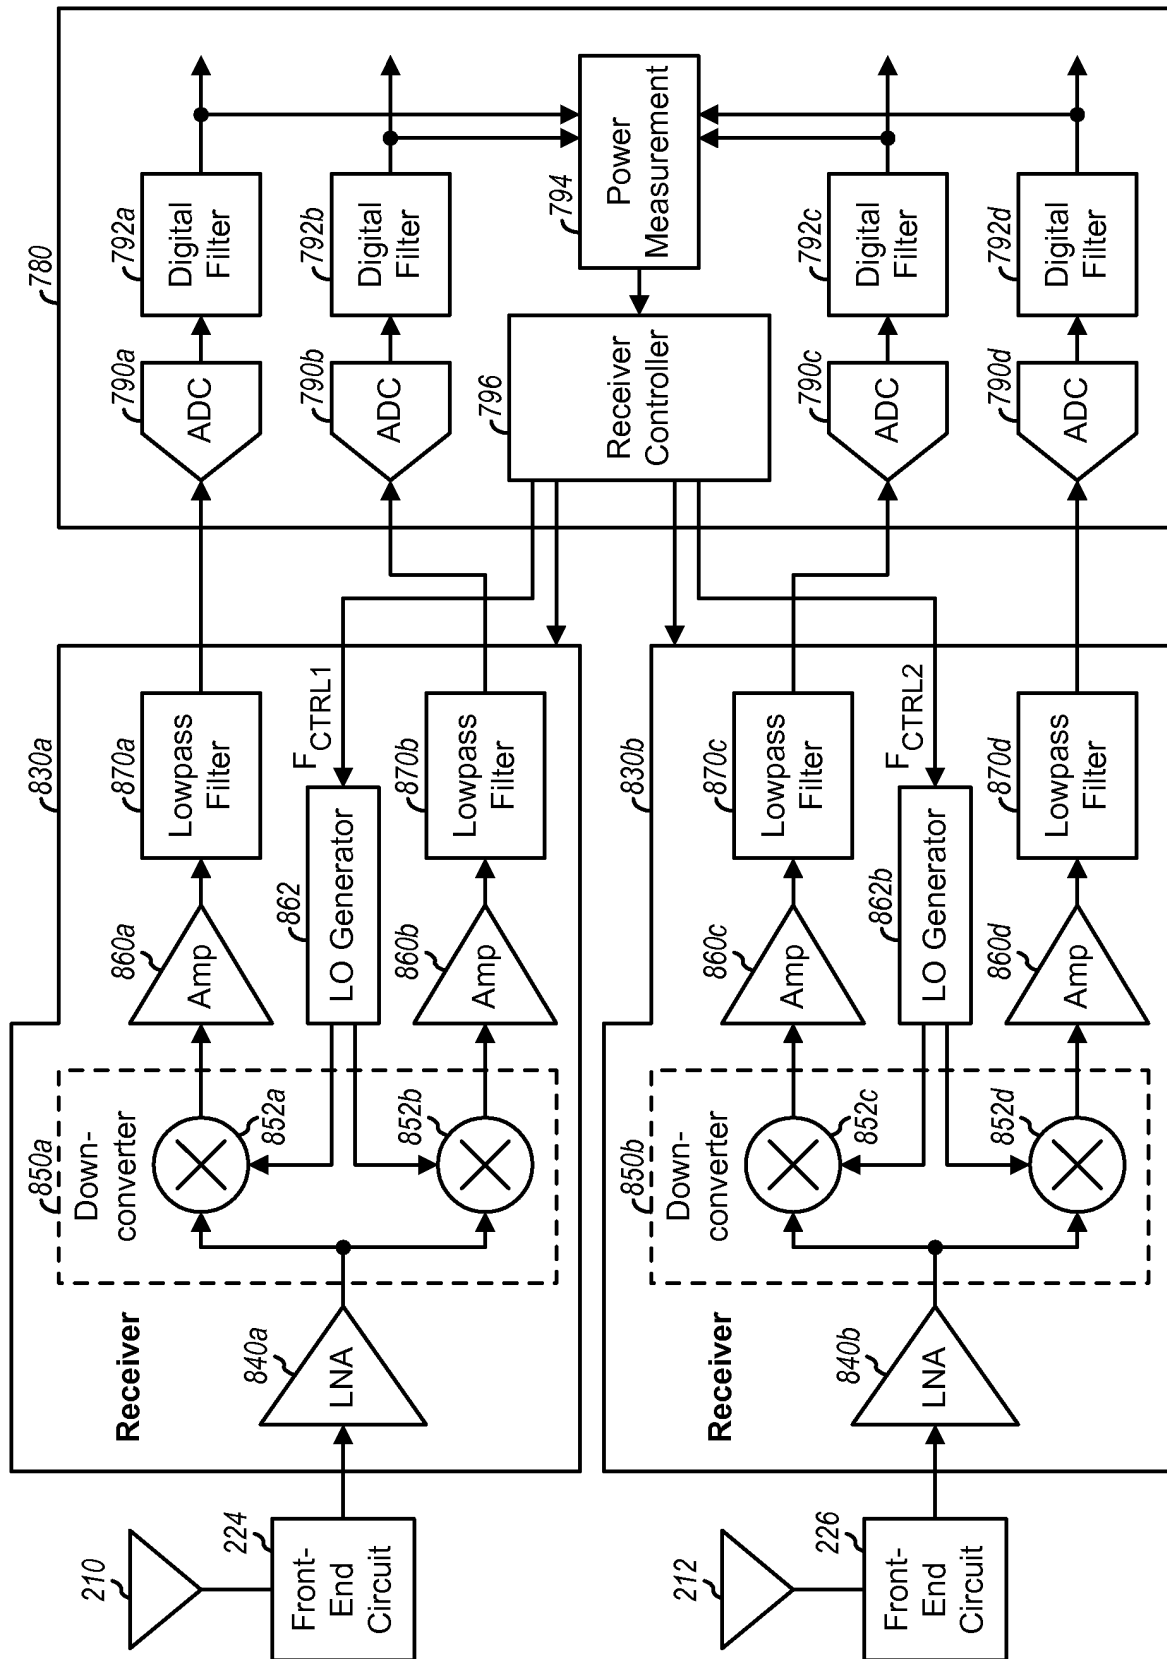 210
224
Front-
End
Circuit
830a
Receiver
840a
LNA
850a
Down-
converter
852a
852b
860a
Amp
862
LO Generator
F CTRL1
860b
Amp
870a
Lowpass
Filter
870b
Lowpass
Filter
780
790a
ADC
792a
Digital
Filter
790b
ADC
792b
Digital
Filter
796
Receiver
Controller
794
Power
Measurement
790c
ADC
792c
Digital
Filter
790d
ADC
792d
Digital
Filter
212
226
Front-
End
Circuit
830b
Receiver
840b
LNA
850b
Down-
converter
852c
852d
860c
Amp
862b
LO Generator
F CTRL2
860d
Amp
870c
Lowpass
Filter
870d
Lowpass
Filter